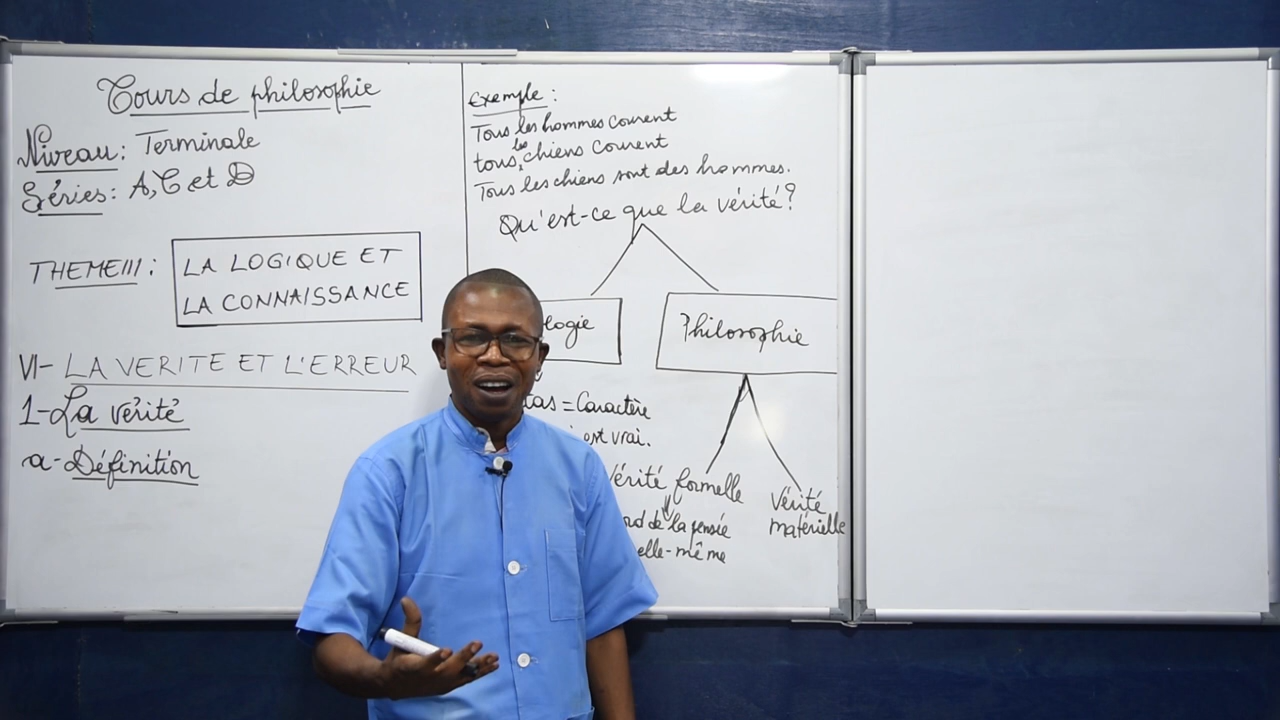 Cours de philosophie
Niveau: Terminale
Séries: A, C et D
THEME III: LA LOGIQUE ET
LA CONNAISSANCE
VI- LA VERITE ET L'ERREUR
1- La vérité
a- Définition
Exemple:
Tous les hommes courent
tous les chiens courent
Tous les chiens sont des hommes.
Qu'est-ce que la vérité?
logie
Philosophie
tas = Caractère
est vrai.
Vérité formelle
Vérité
matérielle
ord de la pensée
elle-même